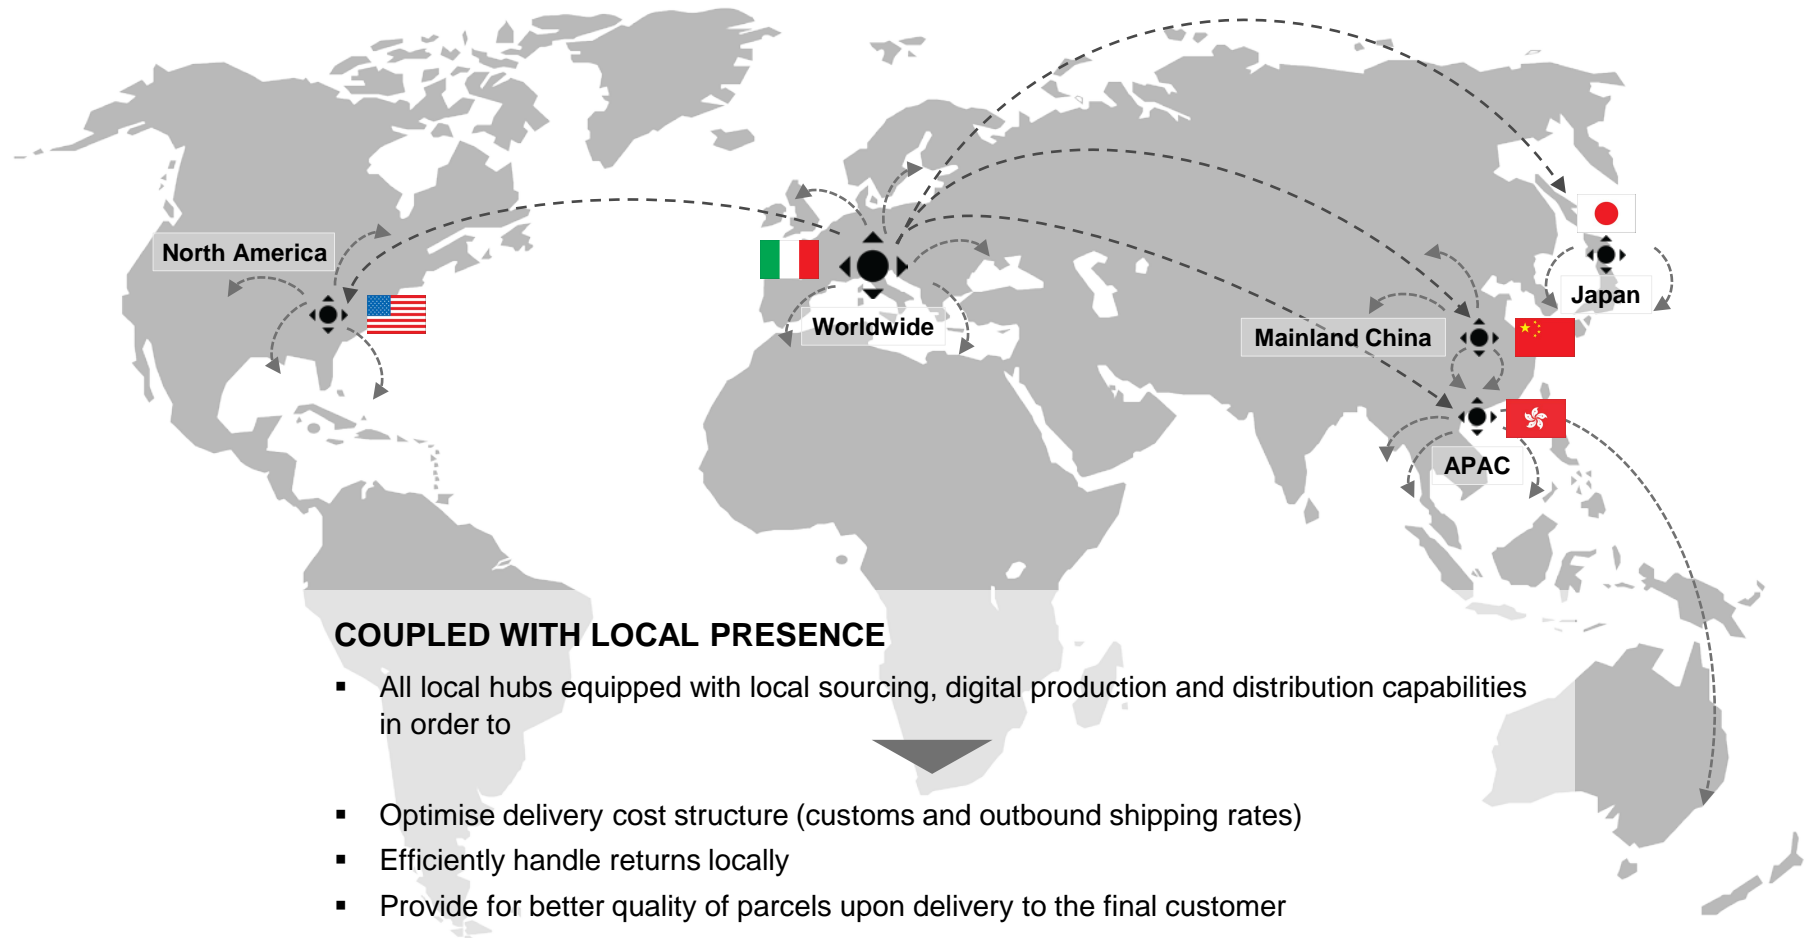 North America
Worldwide
Japan
Mainland China
APAC
COUPLED WITH LOCAL PRESENCE
▪ All local hubs equipped with local sourcing, digital production and distribution capabilities
in order to
▪ Optimise delivery cost structure (customs and outbound shipping rates)
▪ Efficiently handle returns locally
▪ Provide for better quality of parcels upon delivery to the final customer